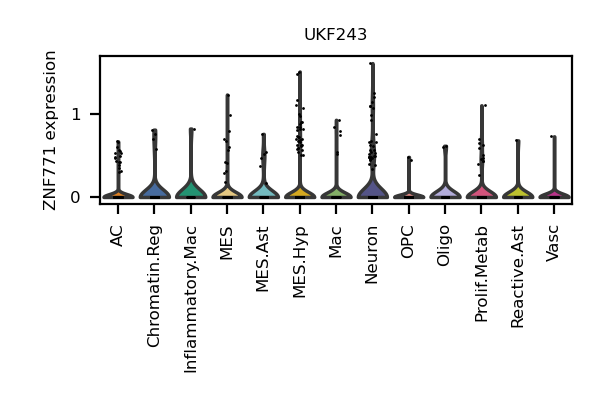 UKF243
ZNF771 expression
1
0
AC
Chromatin.Reg
Inflammatory.Mac
MES
MES.Ast
MES.Hyp
Mac
Neuron
OPC
Oligo
Prolif.Metab
Reactive.Ast
Vasc